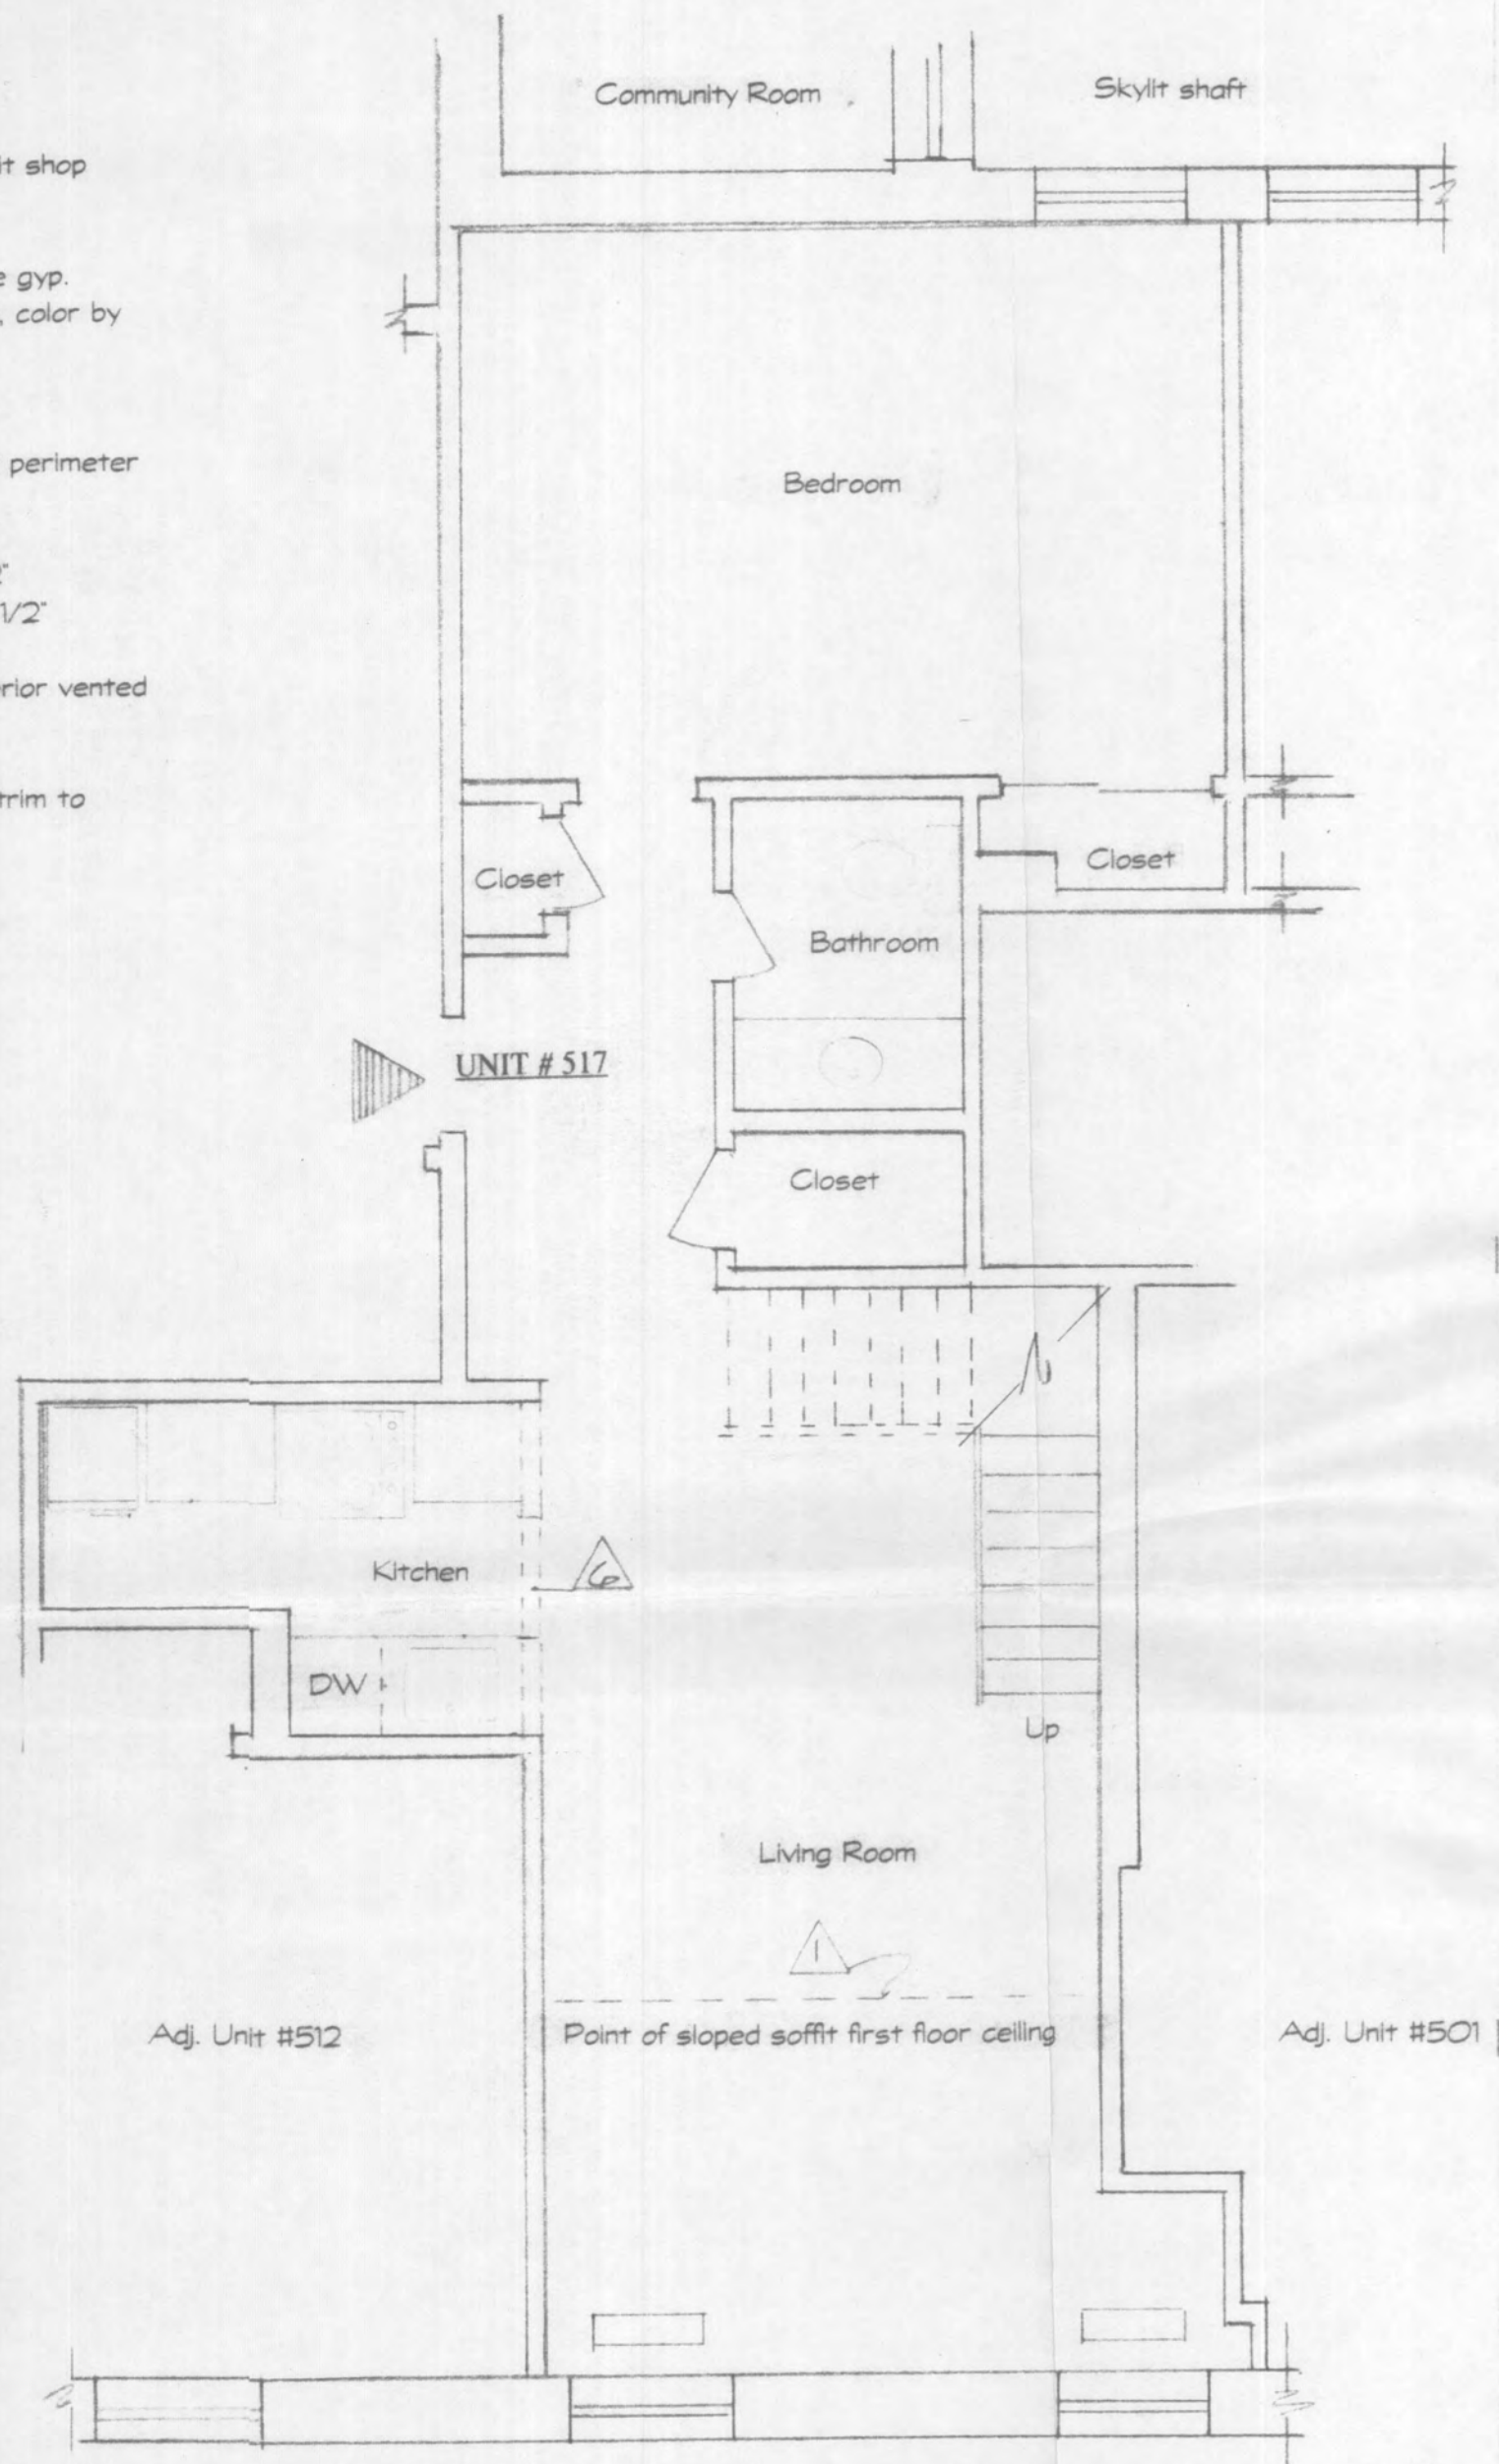 it shop
gyp.
color by
perimeter
1/2"
vented
trim to
Community Room
Skylit shaft
Bedroom
Closet
Closet
Bathroom
UNIT # 517
Closet
Kitchen
6
DW
Up
Living Room
1
Adj. Unit #512
Point of sloped soffit first floor ceiling
Adj. Unit #501